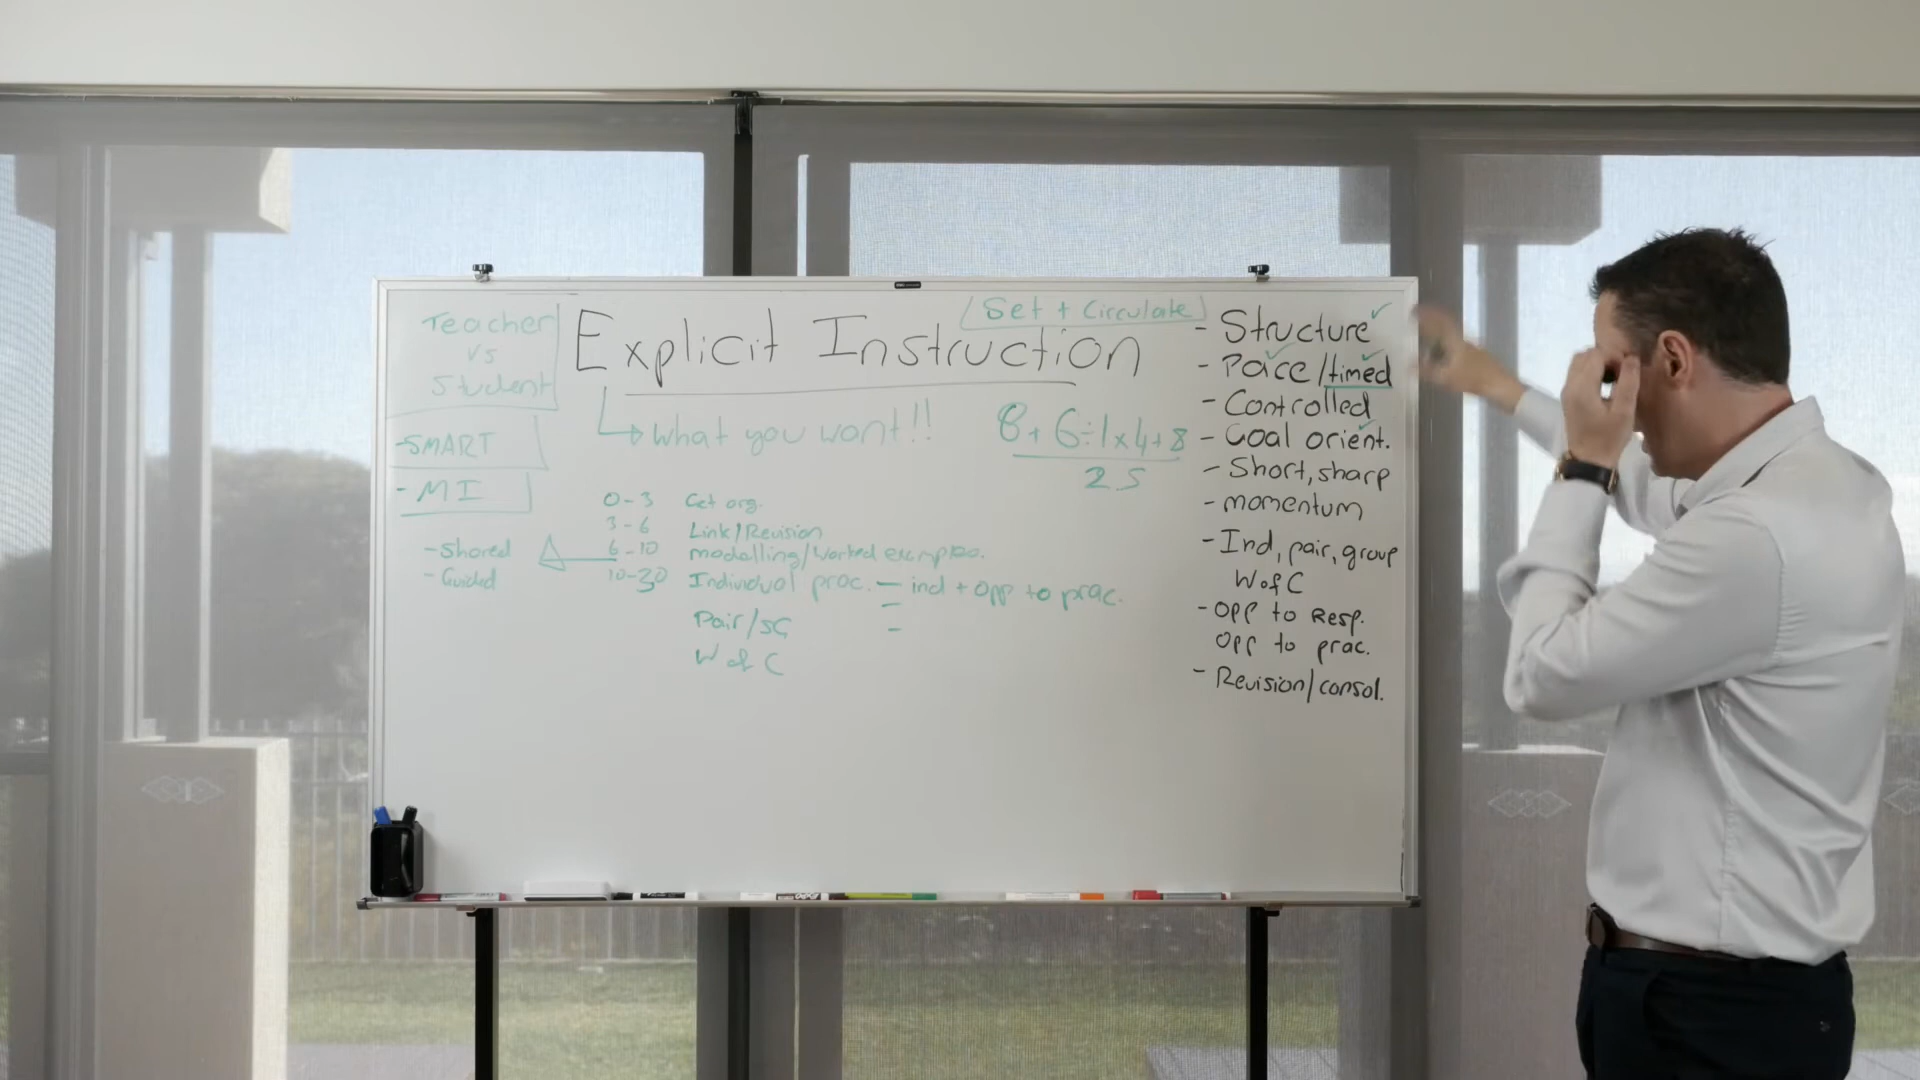 Teacher
vs
Student
-SMART
- MI
- Shared
- Guided
Explicit Instruction
What you want!!
Set + Circulate
8+6÷1x4+8
25
0-3 Get org.
3-6 Link/Revision
6-10 modelling/Worked examples.
10-30 Individual prac. - ind + opp to prac.
Pair/SG -
W of C -
- Structure ✓
- Pace/timed
- Controlled
- Goal orient.
- Short, sharp
- momentum
- Ind, pair, group
W of C
- Opp to Resp.
Opp to prac.
- Revision/consol.